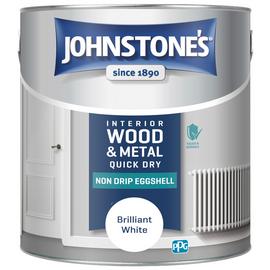 JOHNSTONE'S
since 1890
INTERIOR
WOOD
& METAL
QUICK DRY
NON DRIP EGGSHELL
Brilliant
White
PPG